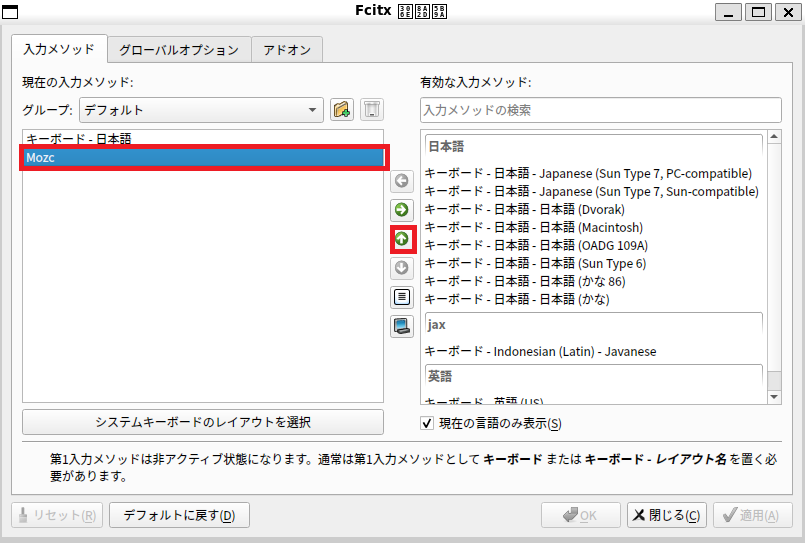 Fcitx 設定
入力メソッド グローバルオプション アドオン
現在の入力メソッド:
グループ: デフォルト
キーボード - 日本語
Mozc
システムキーボードのレイアウトを選択
有効な入力メソッド:
入力メソッドの検索
日本語
キーボード - 日本語 - Japanese (Sun Type 7, PC-compatible)
キーボード - 日本語 - Japanese (Sun Type 7, Sun-compatible)
キーボード - 日本語 - 日本語 (Dvorak)
キーボード - 日本語 - 日本語 (Macintosh)
キーボード - 日本語 - 日本語 (OADG 109A)
キーボード - 日本語 - 日本語 (Sun Type 6)
キーボード - 日本語 - 日本語 (かな 86)
キーボード - 日本語 - 日本語 (かな)
jax
キーボード - Indonesian (Latin) - Javanese
英語
キーボード - 英語 (US)
現在の言語のみ表示(S)
第1入力メソッドは非アクティブ状態になります。通常は第1入力メソッドとして キーボード または キーボード - レイアウト名 を置く必
要があります。
リセット(R) デフォルトに戻す(D) OK 閉じる(C) 適用(A)